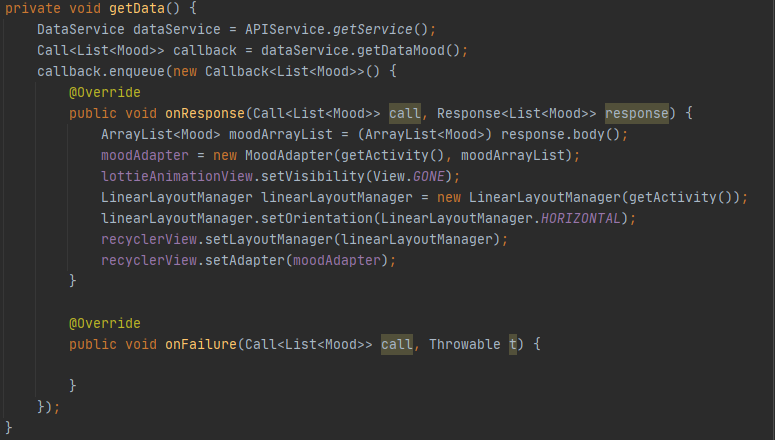 private void getData() {
    DataService dataService = APIService.getService();
    Call<List<Mood>> callback = dataService.getDataMood();
    callback.enqueue(new Callback<List<Mood>>() {
        @Override
        public void onResponse(Call<List<Mood>> call, Response<List<Mood>> response) {
            ArrayList<Mood> moodArrayList = (ArrayList<Mood>) response.body();
            moodAdapter = new MoodAdapter(getActivity(), moodArrayList);
            lottieAnimationView.setVisibility(View.GONE);
            LinearLayoutManager linearLayoutManager = new LinearLayoutManager(getActivity());
            linearLayoutManager.setOrientation(LinearLayoutManager.HORIZONTAL);
            recyclerView.setLayoutManager(linearLayoutManager);
            recyclerView.setAdapter(moodAdapter);
        }

        @Override
        public void onFailure(Call<List<Mood>> call, Throwable t) {

        }
    });
}